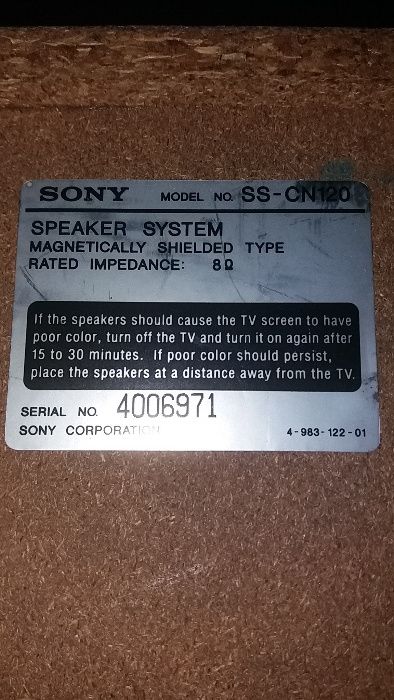 SONY MODEL NO. SS-CN120
SPEAKER SYSTEM
MAGNETICALLY SHIELDED TYPE
RATED IMPEDANCE: 8Ω
If the speakers should cause the TV screen to have
poor color, turn off the TV and turn it on again after
15 to 30 minutes. If poor color should persist,
place the speakers at a distance away from the TV.
SERIAL NO. 4006971
SONY CORPORATION 4-983-122-01